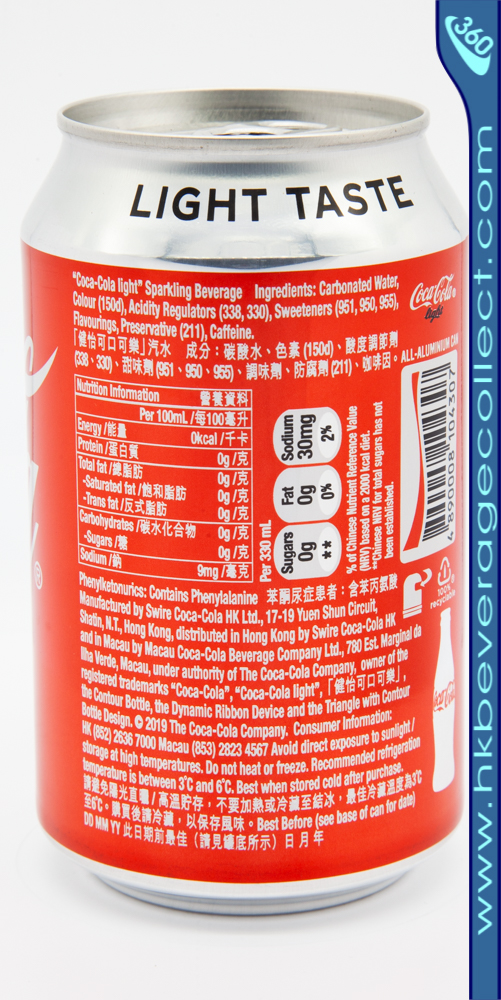 360
www.hkbeveragecollect.com
LIGHT TASTE
"Coca-Cola light" Sparkling Beverage Ingredients: Carbonated Water,
Colour (150d), Acidity Regulators (338, 330), Sweeteners (951, 950, 955),
Flavourings, Preservative (211), Caffeine.
「健怡可口可樂」汽水 成分：碳酸水、色素 (150d)、酸度調節劑
(338、330)、甜味劑 (951、950、955)、調味劑、防腐劑 (211)、咖啡因。
Coca-Cola
light
ALL-ALUMINUM CAN
4 890008 104307
Nutrition Information 營養資料
Per 100mL /每100毫升
Energy /能量 0kcal /千卡
Protein /蛋白質 0g /克
Total fat /總脂肪 0g /克
-Saturated fat /飽和脂肪 0g /克
-Trans fat /反式脂肪 0g /克
Carbohydrates /碳水化合物 0g /克
-Sugars /糖 0g /克
Sodium /鈉 9mg /毫克
Per 330 mL
Sugars 0g **
Fat 0g 0%
Sodium 30mg 2%
% of Chinese Nutrient Reference Value
(NRV) based on a 2000 kcal diet.
**Chinese NRV for total sugars has not
been established.
Phenylketonurics: Contains Phenylalanine 苯酮尿症患者：含苯丙氨酸
Manufactured by Swire Coca-Cola HK Ltd., 17-19 Yuen Shun Circuit,
Shatin, N.T., Hong Kong, distributed in Hong Kong by Swire Coca-Cola HK
and in Macau by Macau Coca-Cola Beverage Company Ltd., 780 Est. Marginal da
Ilha Verde, Macau, under authority of The Coca-Cola Company, owner of the
registered trademarks "Coca-Cola", "Coca-Cola light", 「健怡可口可樂」,
the Contour Bottle, the Dynamic Ribbon Device and the Triangle with Contour
Bottle Design. © 2019 The Coca-Cola Company. Consumer Information:
HK (852) 2636 7000 Macau (853) 2823 4567 Avoid direct exposure to sunlight /
storage at high temperatures. Do not heat or freeze. Recommended refrigeration
temperature is between 3°C and 6°C. Best when stored cold after purchase.
請避免陽光直曬 / 高溫貯存，不要加熱或冷藏至結冰，最佳冷藏溫度為3°C
至6°C。購買後請冷藏，以保存風味。Best Before (see base of can for date)
DD MM YY 此日期前最佳（請見罐底所示）日 月 年
100%
recyclable
Coca-Cola
®